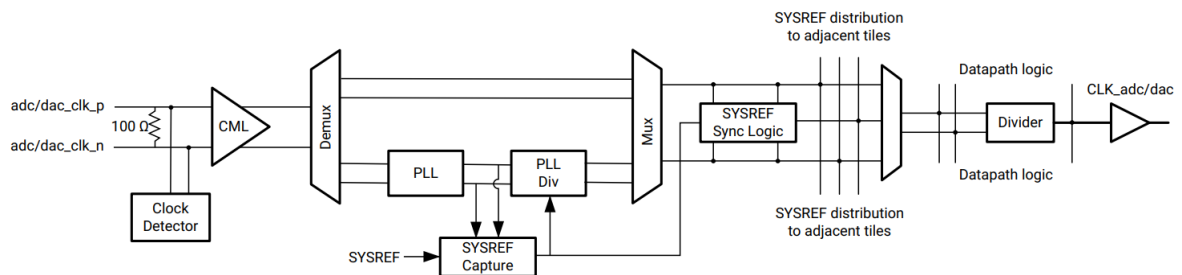 SYSREF distribution
to adjacent tiles
Datapath logic
CLK_adc/dac
adc/dac_clk_p
100 Ω
CML
Demux
Mux
SYSREF
Sync Logic
Divider
adc/dac_clk_n
PLL
PLL
Div
Datapath logic
Clock
Detector
SYSREF distribution
to adjacent tiles
SYSREF
SYSREF
Capture